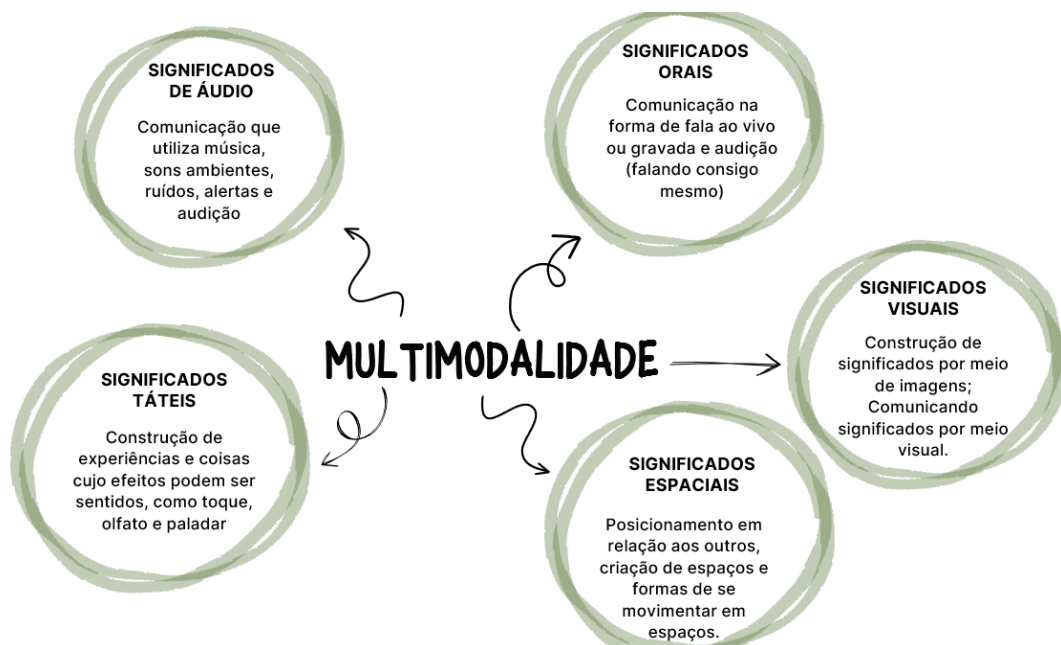 SIGNIFICADOS
DE ÁUDIO
Comunicação que
utiliza música,
sons ambientes,
ruídos, alertas e
audição
SIGNIFICADOS
ORAIS
Comunicação na
forma de fala ao vivo
ou gravada e audição
(falando consigo
mesmo)
SIGNIFICADOS
VISUAIS
Construção de
significados por meio
de imagens;
Comunicando
significados por meio
visual.
MULTIMODALIDADE
SIGNIFICADOS
TÁTEIS
Construção de
experiências e coisas
cujo efeitos podem ser
sentidos, como toque,
olfato e paladar
SIGNIFICADOS
ESPACIAIS
Posicionamento em
relação aos outros,
criação de espaços e
formas de se
movimentar em
espaços.